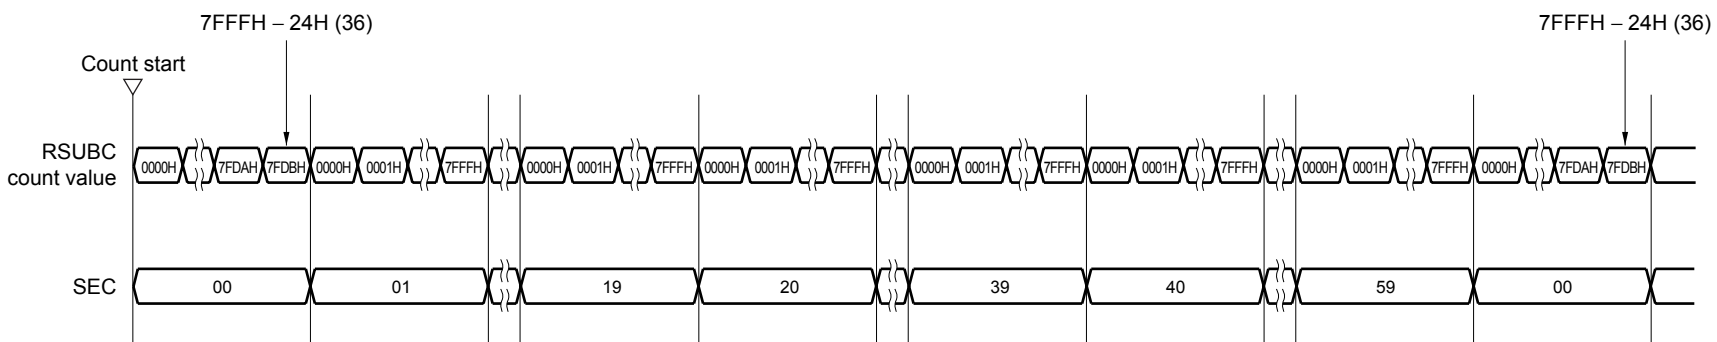 7FFFH – 24H (36) 7FFFH – 24H (36)
Count start
RSUBC
count value
0000H 7FDAH 7FDBH 0000H 0001H 7FFFH 0000H 0001H 7FFFH 0000H 0001H 7FFFH 0000H 0001H 7FFFH 0000H 0001H 7FFFH 0000H 0001H 7FFFH 0000H 7FDAH 7FDBH
SEC 00 01 19 20 39 40 59 00